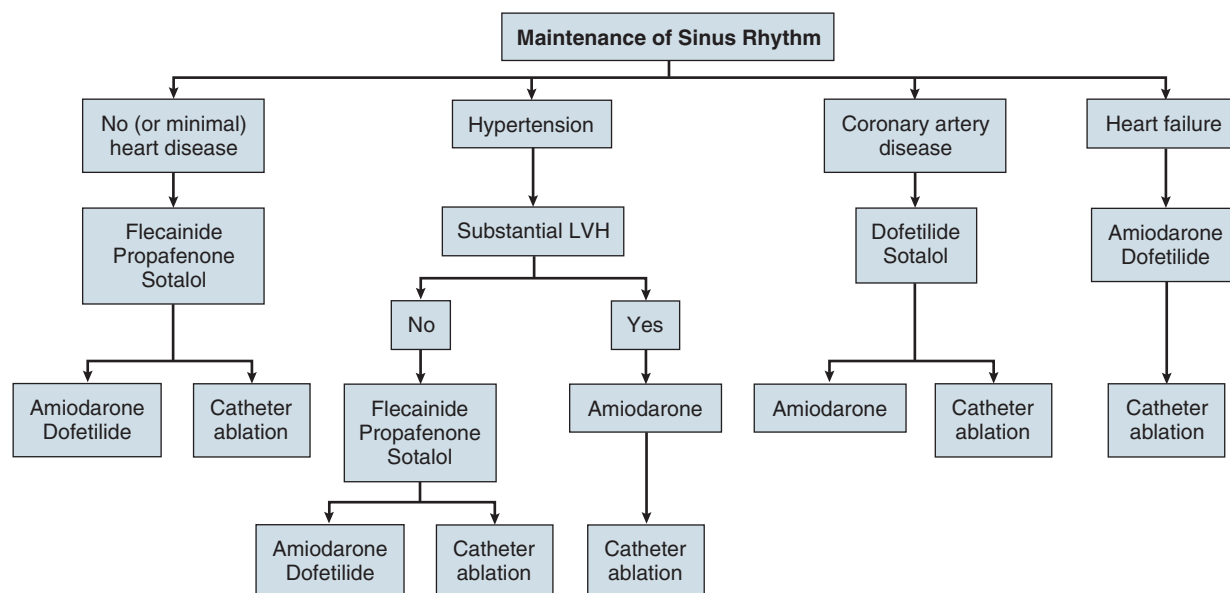 Maintenance of Sinus Rhythm
No (or minimal)
heart disease
Hypertension
Coronary artery
disease
Heart failure
Flecainide
Propafenone
Sotalol
Substantial LVH
Dofetilide
Sotalol
Amiodarone
Dofetilide
No
Yes
Amiodarone
Dofetilide
Catheter
ablation
Flecainide
Propafenone
Sotalol
Amiodarone
Amiodarone
Catheter
ablation
Catheter
ablation
Amiodarone
Dofetilide
Catheter
ablation
Catheter
ablation